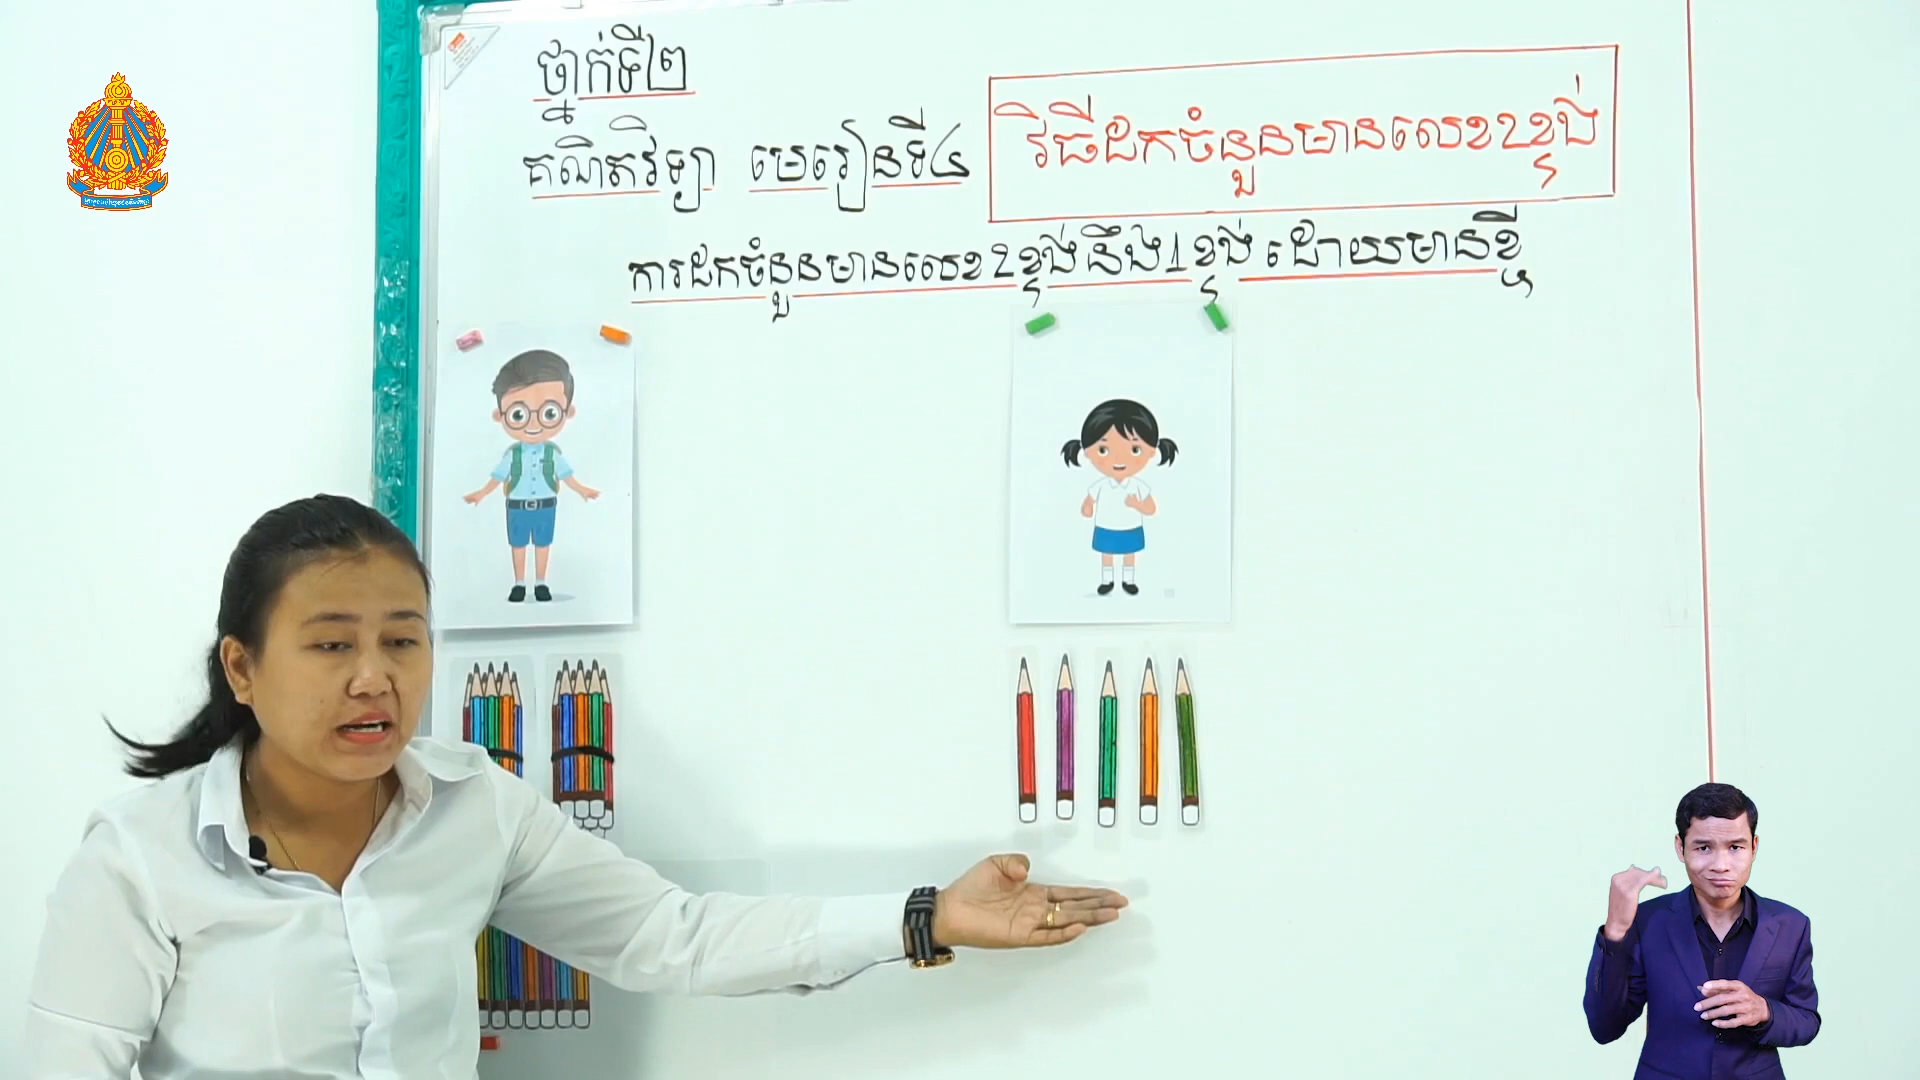 ថ្នាក់ទី២
គណិតវិទ្យា មេរៀនទី៤
វិធីដកចំនួនមានលេខ2ខ្ទង់
ការដកចំនួនមានលេខ2ខ្ទង់ នឹង1ខ្ទង់ ដោយមានខ្ចី